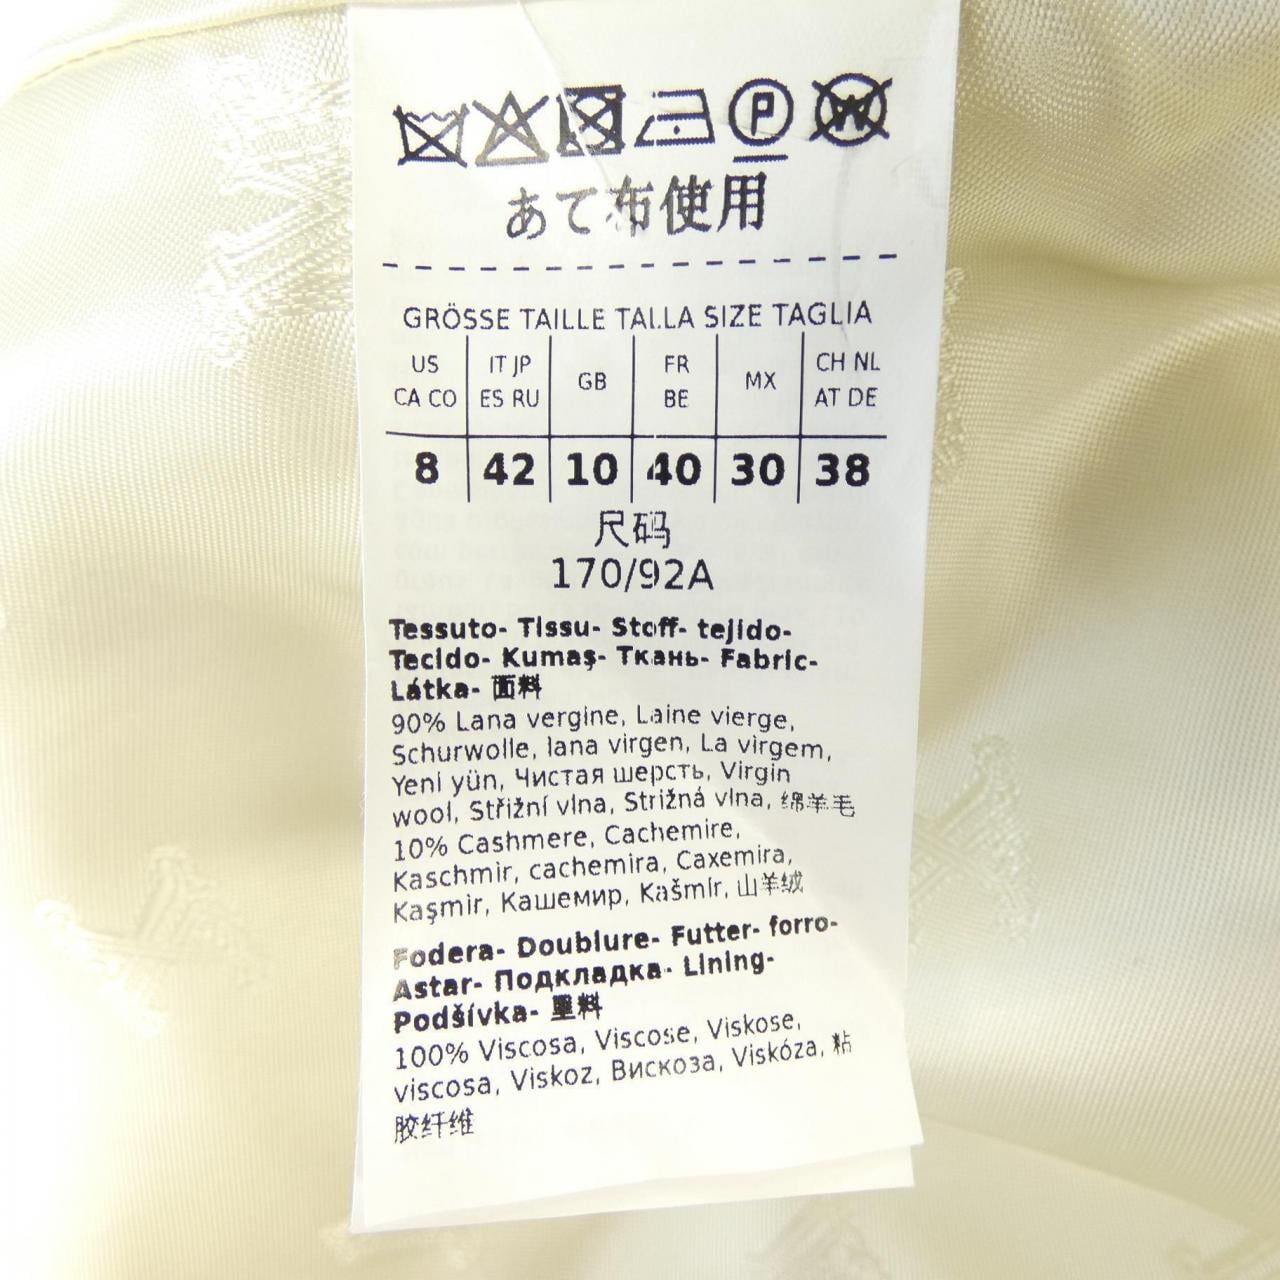 P W
あて布使用
GRÖSSE TAILLE TALLA SIZE TAGLIA
US CA CO | IT JP ES RU | GB | FR BE | MX | CH NL AT DE
8 | 42 | 10 | 40 | 30 | 38
尺码
170/92A
Tessuto- Tissu- Stoff- tejido-
Tecido- Kumaş- Ткань- Fabric-
Látka- 面料
90% Lana vergine, Laine vierge,
Schurwolle, lana virgen, La virgem,
Yeni yün, Чистая шерсть, Virgin
wool, Střižní vlna, Strižná vlna, 绵羊毛
10% Cashmere, Cachemire,
Kaschmir, cachemira, Caxemira,
Kaşmir, Кашемир, Kašmír, 山羊绒
Fodera- Doublure- Futter- forro-
Astar- Подкладка- Lining-
Podšívka- 里料
100% Viscosa, Viscose, Viskose,
viscosa, Viskoz, Вискоза, Viskóza, 粘
胶纤维